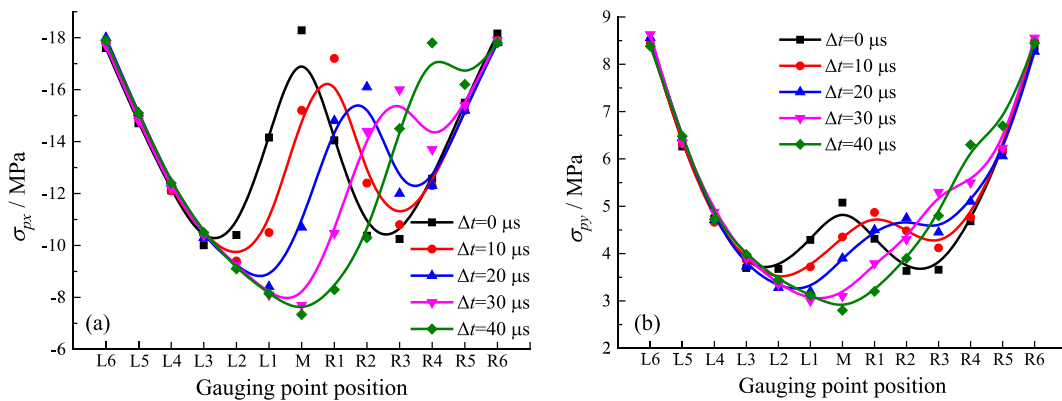 -18
-16
-14
-12
-10
-8
-6
σpx / MPa
(a)
Δt=0 μs
Δt=10 μs
Δt=20 μs
Δt=30 μs
Δt=40 μs
L6 L5 L4 L3 L2 L1 M R1 R2 R3 R4 R5 R6
Gauging point position
9
8
7
6
5
4
3
2
σpy / MPa
(b)
Δt=0 μs
Δt=10 μs
Δt=20 μs
Δt=30 μs
Δt=40 μs
L6 L5 L4 L3 L2 L1 M R1 R2 R3 R4 R5 R6
Gauging point position